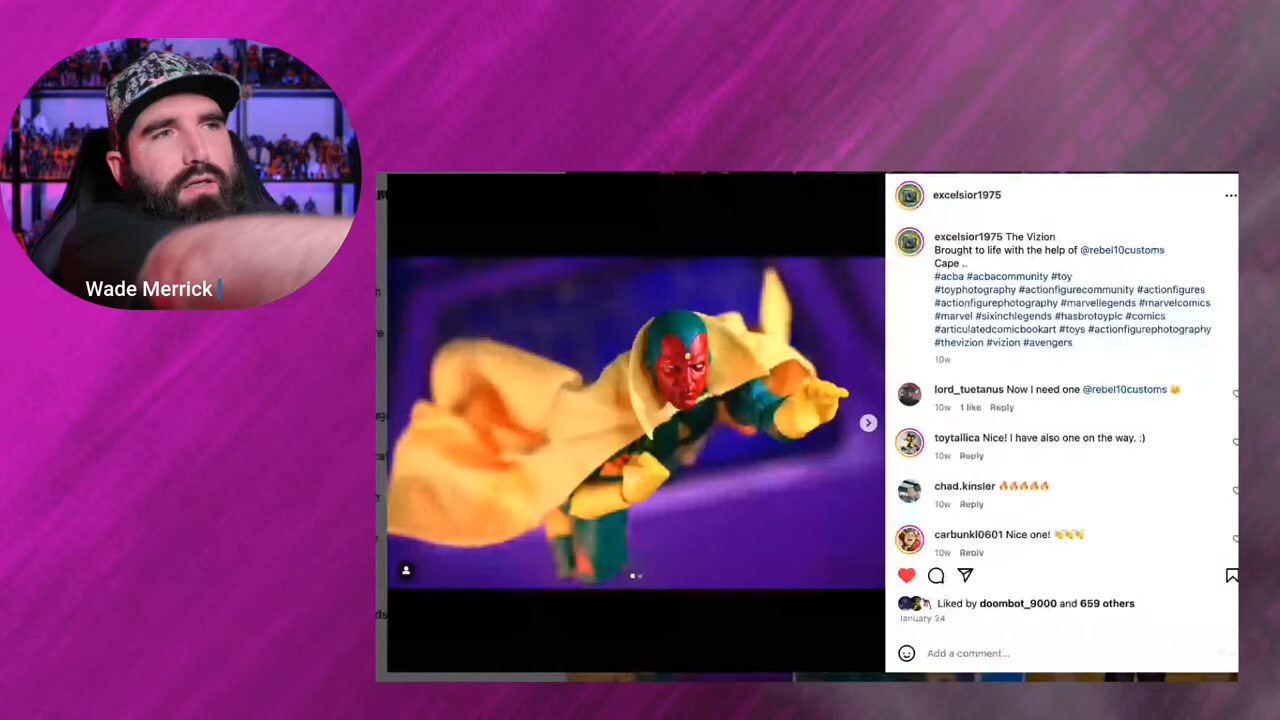 Wade Merrick
excelsior1975
excelsior1975 The Vizion
Brought to life with the help of @rebel10customs
Cape ..
#acba #acbacommunity #toy
#toyphotography #actionfigurecommunity #actionfigures
#actionfigurephotography #marvellegends #marvelcomics
#marvel #sixinchlegends #hasbrotoypic #comics
#articulatedcomicbookart #toys #actionfigurephotography
#thevizion #vizion #avengers
10w
lord_tuetanus Now I need one @rebel10customs 👑
10w 1 like Reply
toytallica Nice! I have also one on the way. :)
10w Reply
chad.kinsler 🔥🔥🔥🔥🔥
10w Reply
carbunkl0601 Nice one! 👏👏👏
10w Reply
Liked by doombot_9000 and 659 others
January 24
Add a comment...